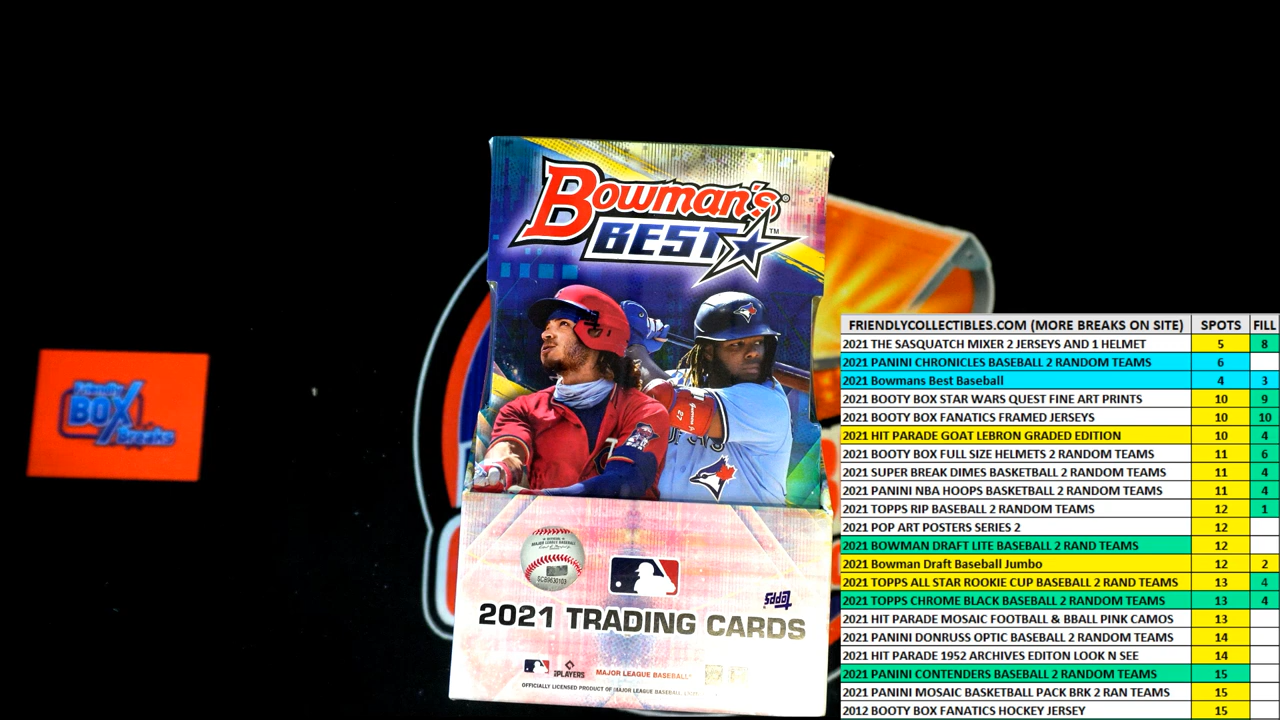 Friendly
BOX
Breaks
Bowman's®
BEST™
27
OFFICIAL
MAJOR LEAGUE BASEBALL
topps
2021 TRADING CARDS
PLAYERS
MAJOR LEAGUE BASEBALL
OFFICIALLY LICENSED PRODUCT OF MAJOR LEAGUE BASEBALL
FRIENDLYCOLLECTIBLES.COM (MORE BREAKS ON SITE) SPOTS FILL
2021 THE SASQUATCH MIXER 2 JERSEYS AND 1 HELMET 5 8
2021 PANINI CHRONICLES BASEBALL 2 RANDOM TEAMS 6
2021 Bowmans Best Baseball 4 3
2021 BOOTY BOX STAR WARS QUEST FINE ART PRINTS 10 9
2021 BOOTY BOX FANATICS FRAMED JERSEYS 10 10
2021 HIT PARADE GOAT LEBRON GRADED EDITION 10 4
2021 BOOTY BOX FULL SIZE HELMETS 2 RANDOM TEAMS 11 6
2021 SUPER BREAK DIMES BASKETBALL 2 RANDOM TEAMS 11 4
2021 PANINI NBA HOOPS BASKETBALL 2 RANDOM TEAMS 11 4
2021 TOPPS RIP BASEBALL 2 RANDOM TEAMS 12 1
2021 POP ART POSTERS SERIES 2 12
2021 BOWMAN DRAFT LITE BASEBALL 2 RAND TEAMS 12
2021 Bowman Draft Baseball Jumbo 12 2
2021 TOPPS ALL STAR ROOKIE CUP BASEBALL 2 RAND TEAMS 13 4
2021 TOPPS CHROME BLACK BASEBALL 2 RANDOM TEAMS 13 4
2021 HIT PARADE MOSAIC FOOTBALL & BBALL PINK CAMOS 13
2021 PANINI DONRUSS OPTIC BASEBALL 2 RANDOM TEAMS 14
2021 HIT PARADE 1952 ARCHIVES EDITON LOOK N SEE 14
2021 PANINI CONTENDERS BASEBALL 2 RANDOM TEAMS 15
2021 PANINI MOSAIC BASKETBALL PACK BRK 2 RAN TEAMS 15
2012 BOOTY BOX FANATICS HOCKEY JERSEY 15